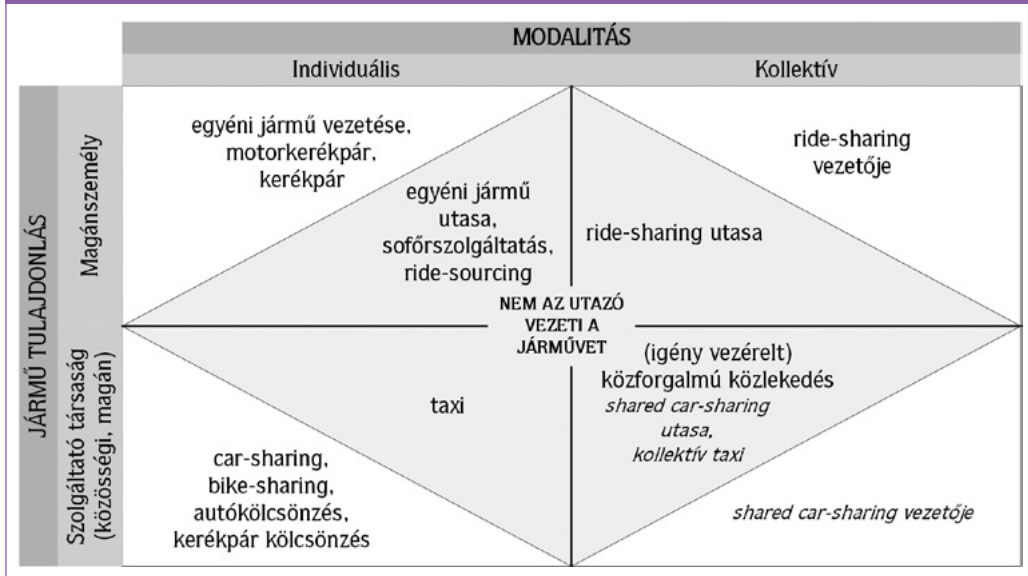 MODALITÁS
Individuális
Kollektív
JÁRMŰ TULAJDONLÁS
Magánszemély
egyéni jármű vezetése,
motorkerékpár,
kerékpár
egyéni jármű
utasa,
sofőrszolgáltatás,
ride-sourcing
ride-sharing utasa
ride-sharing
vezetője
NEM AZ UTAZÓ
VEZETI A
JÁRMŰVET
Szolgáltató társaság
(közösségi, magán)
taxi
car-sharing,
bike-sharing,
autókölcsönzés,
kerékpár kölcsönzés
(igény vezérelt)
közforgalmú közlekedés
shared car-sharing
utasa,
kollektív taxi
shared car-sharing vezetője